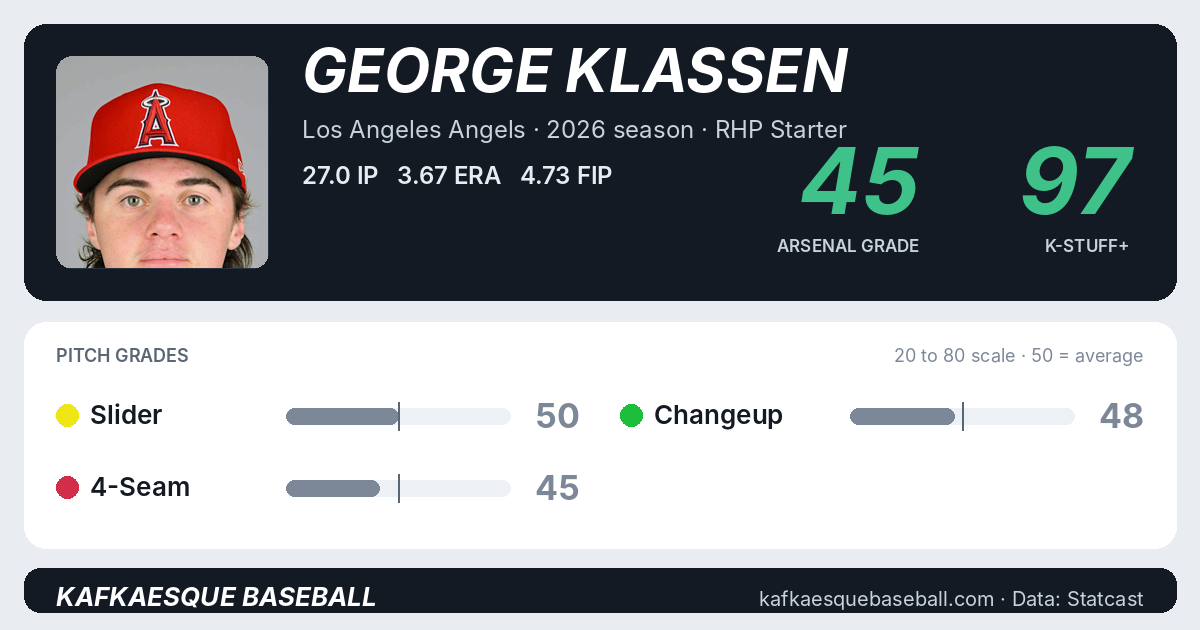 GEORGE KLASSEN
Los Angeles Angels · 2026 season · RHP Starter
27.0 IP 3.67 ERA 4.73 FIP
45 97
ARSENAL GRADE K-STUFF+
PITCH GRADES 20 to 80 scale · 50 = average
Slider 50 Changeup 48
4-Seam 45
KAFKAESQUE BASEBALL kafkaesquebaseball.com · Data: Statcast